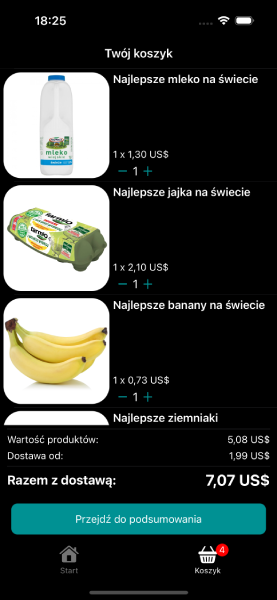 18:25
Twój koszyk
Najlepsze mleko na świecie
mleko
1 x 1,30 US$
1
Najlepsze jajka na świecie
farmio
1 x 2,10 US$
1
Najlepsze banany na świecie
1 x 0,73 US$
1
Najlepsze ziemniaki
Wartość produktów:
5,08 US$
Dostawa od:
1,99 US$
Razem z dostawą:
7,07 US$
Przejdź do podsumowania
4
Start
Koszyk